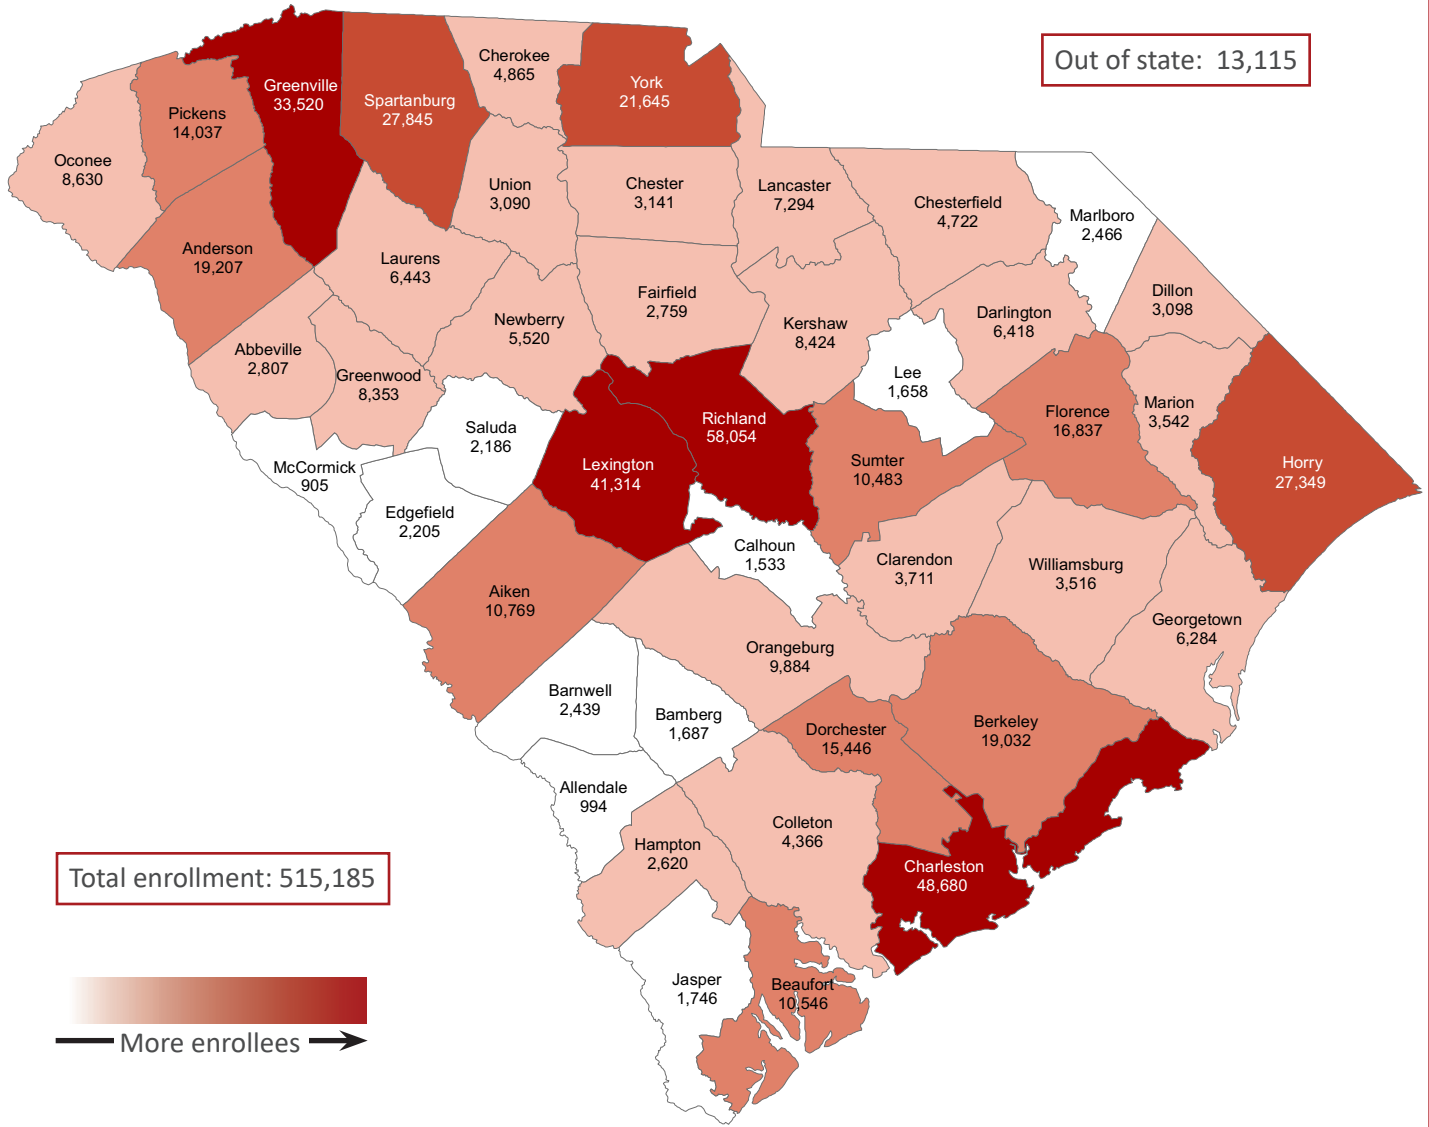 Out of state: 13,115
Cherokee
4,865
York
21,645
Greenville
33,520
Spartanburg
27,845
Pickens
14,037
Oconee
8,630
Union
3,090
Chester
3,141
Lancaster
7,294
Chesterfield
4,722
Marlboro
2,466
Anderson
19,207
Laurens
6,443
Fairfield
2,759
Dillon
3,098
Newberry
5,520
Kershaw
8,424
Darlington
6,418
Abbeville
2,807
Greenwood
8,353
Lee
1,658
Marion
3,542
Florence
16,837
Saluda
2,186
Richland
58,054
McCormick
905
Lexington
41,314
Sumter
10,483
Horry
27,349
Edgefield
2,205
Calhoun
1,533
Clarendon
3,711
Williamsburg
3,516
Aiken
10,769
Georgetown
6,284
Orangeburg
9,884
Barnwell
2,439
Bamberg
1,687
Dorchester
15,446
Berkeley
19,032
Allendale
994
Colleton
4,366
Hampton
2,620
Charleston
48,680
Total enrollment: 515,185
Jasper
1,746
Beaufort
10,546
More enrollees